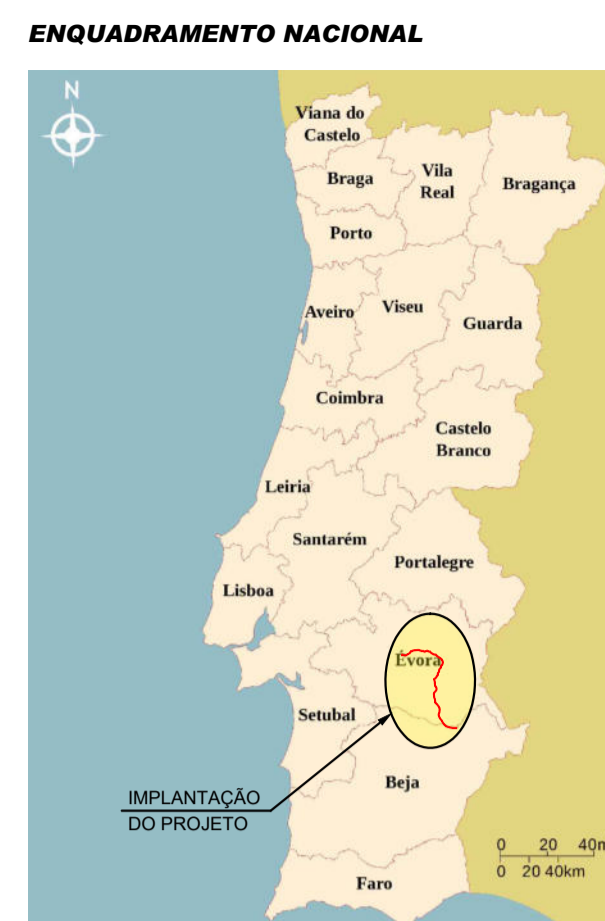 ENQUADRAMENTO NACIONAL
N
Viana do
Castelo
Braga
Vila
Real
Bragança
Porto
Aveiro
Viseu
Guarda
Coimbra
Castelo
Branco
Leiria
Santarém
Portalegre
Lisboa
Évora
Setubal
Beja
IMPLANTAÇÃO
DO PROJETO
0 20 40m
0 20 40km
Faro